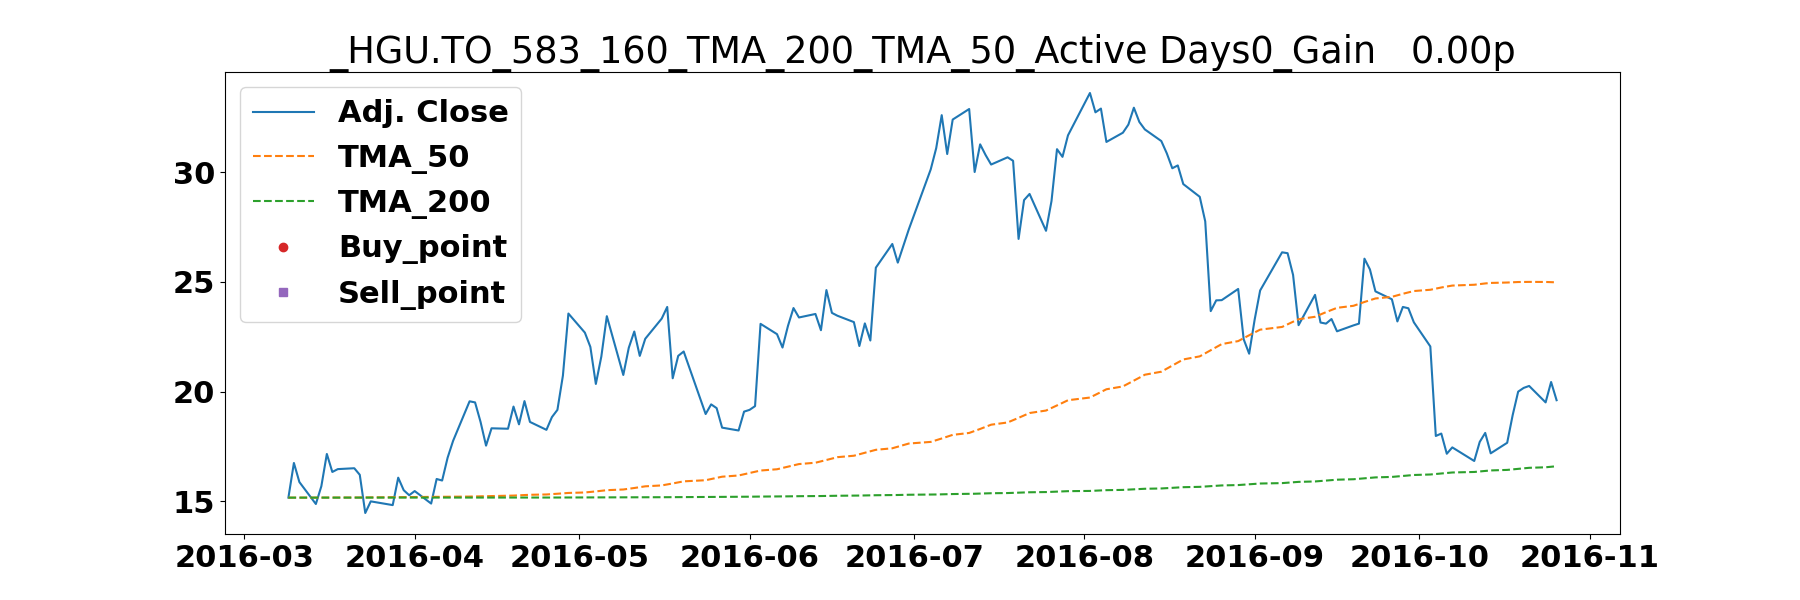 _HGU.TO_583_160_TMA_200_TMA_50_Active Days0_Gain   0.00p
Adj. Close
TMA_50
TMA_200
Buy_point
Sell_point
30
25
20
15
2016-03 2016-04 2016-05 2016-06 2016-07 2016-08 2016-09 2016-10 2016-11